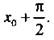 x₀ + π/2.